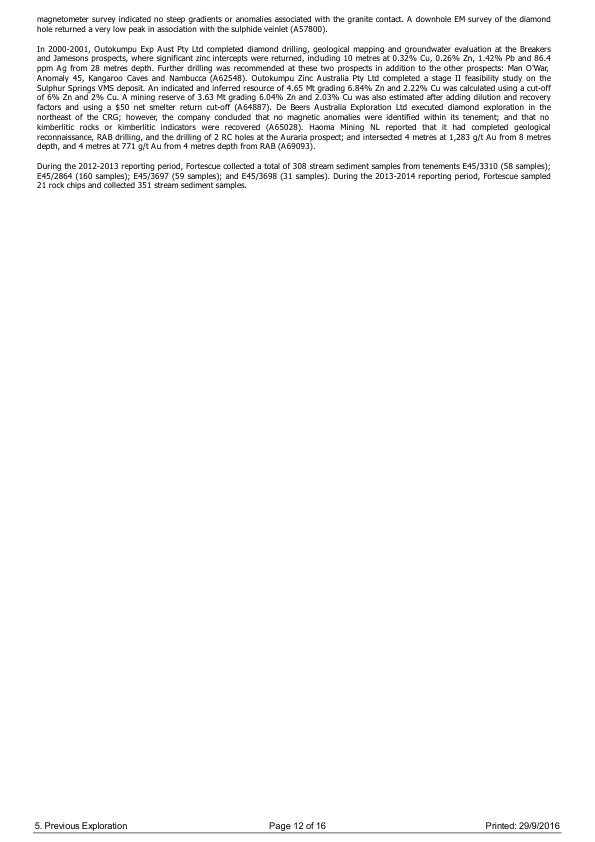 magnetometer survey indicated no steep gradients or anomalies associated with the granite contact. A downhole EM survey of the diamond
hole returned a very low peak in association with the sulphide veinlet (A57800).
In 2000-2001, Outokumpu Exp Aust Pty Ltd completed diamond drilling, geological mapping and groundwater evaluation at the Breakers
and Jamesons prospects, where significant zinc intercepts were returned, including 10 metres at 0.32% Cu, 0.26% Zn, 1.42% Pb and 86.4
ppm Ag from 28 metres depth. Further drilling was recommended at these two prospects in addition to the other prospects: Man O'War,
Anomaly 45, Kangaroo Caves and Nambucca (A62548). Outokumpu Zinc Australia Pty Ltd completed a stage II feasibility study on the
Sulphur Springs VMS deposit. An indicated and inferred resource of 4.65 Mt grading 6.84% Zn and 2.22% Cu was calculated using a cut-off
of 6% Zn and 2% Cu. A mining reserve of 3.63 Mt grading 6.04% Zn and 2.03% Cu was also estimated after adding dilution and recovery
factors and using a $50 net smelter return cut-off (A64887). De Beers Australia Exploration Ltd executed diamond exploration in the
northeast of the CRG; however, the company concluded that no magnetic anomalies were identified within its tenement; and that no
kimberlitic rocks or kimberlitic indicators were recovered (A65028). Haoma Mining NL reported that it had completed geological
reconnaissance, RAB drilling, and the drilling of 2 RC holes at the Auraria prospect; and intersected 4 metres at 1,283 g/t Au from 8 metres
depth, and 4 metres at 771 g/t Au from 4 metres depth from RAB (A69093).
During the 2012-2013 reporting period, Fortescue collected a total of 308 stream sediment samples from tenements E45/3310 (58 samples);
E45/2864 (160 samples); E45/3697 (59 samples); and E45/3698 (31 samples). During the 2013-2014 reporting period, Fortescue sampled
21 rock chips and collected 351 stream sediment samples.
5. Previous Exploration Page 12 of 16 Printed: 29/9/2016